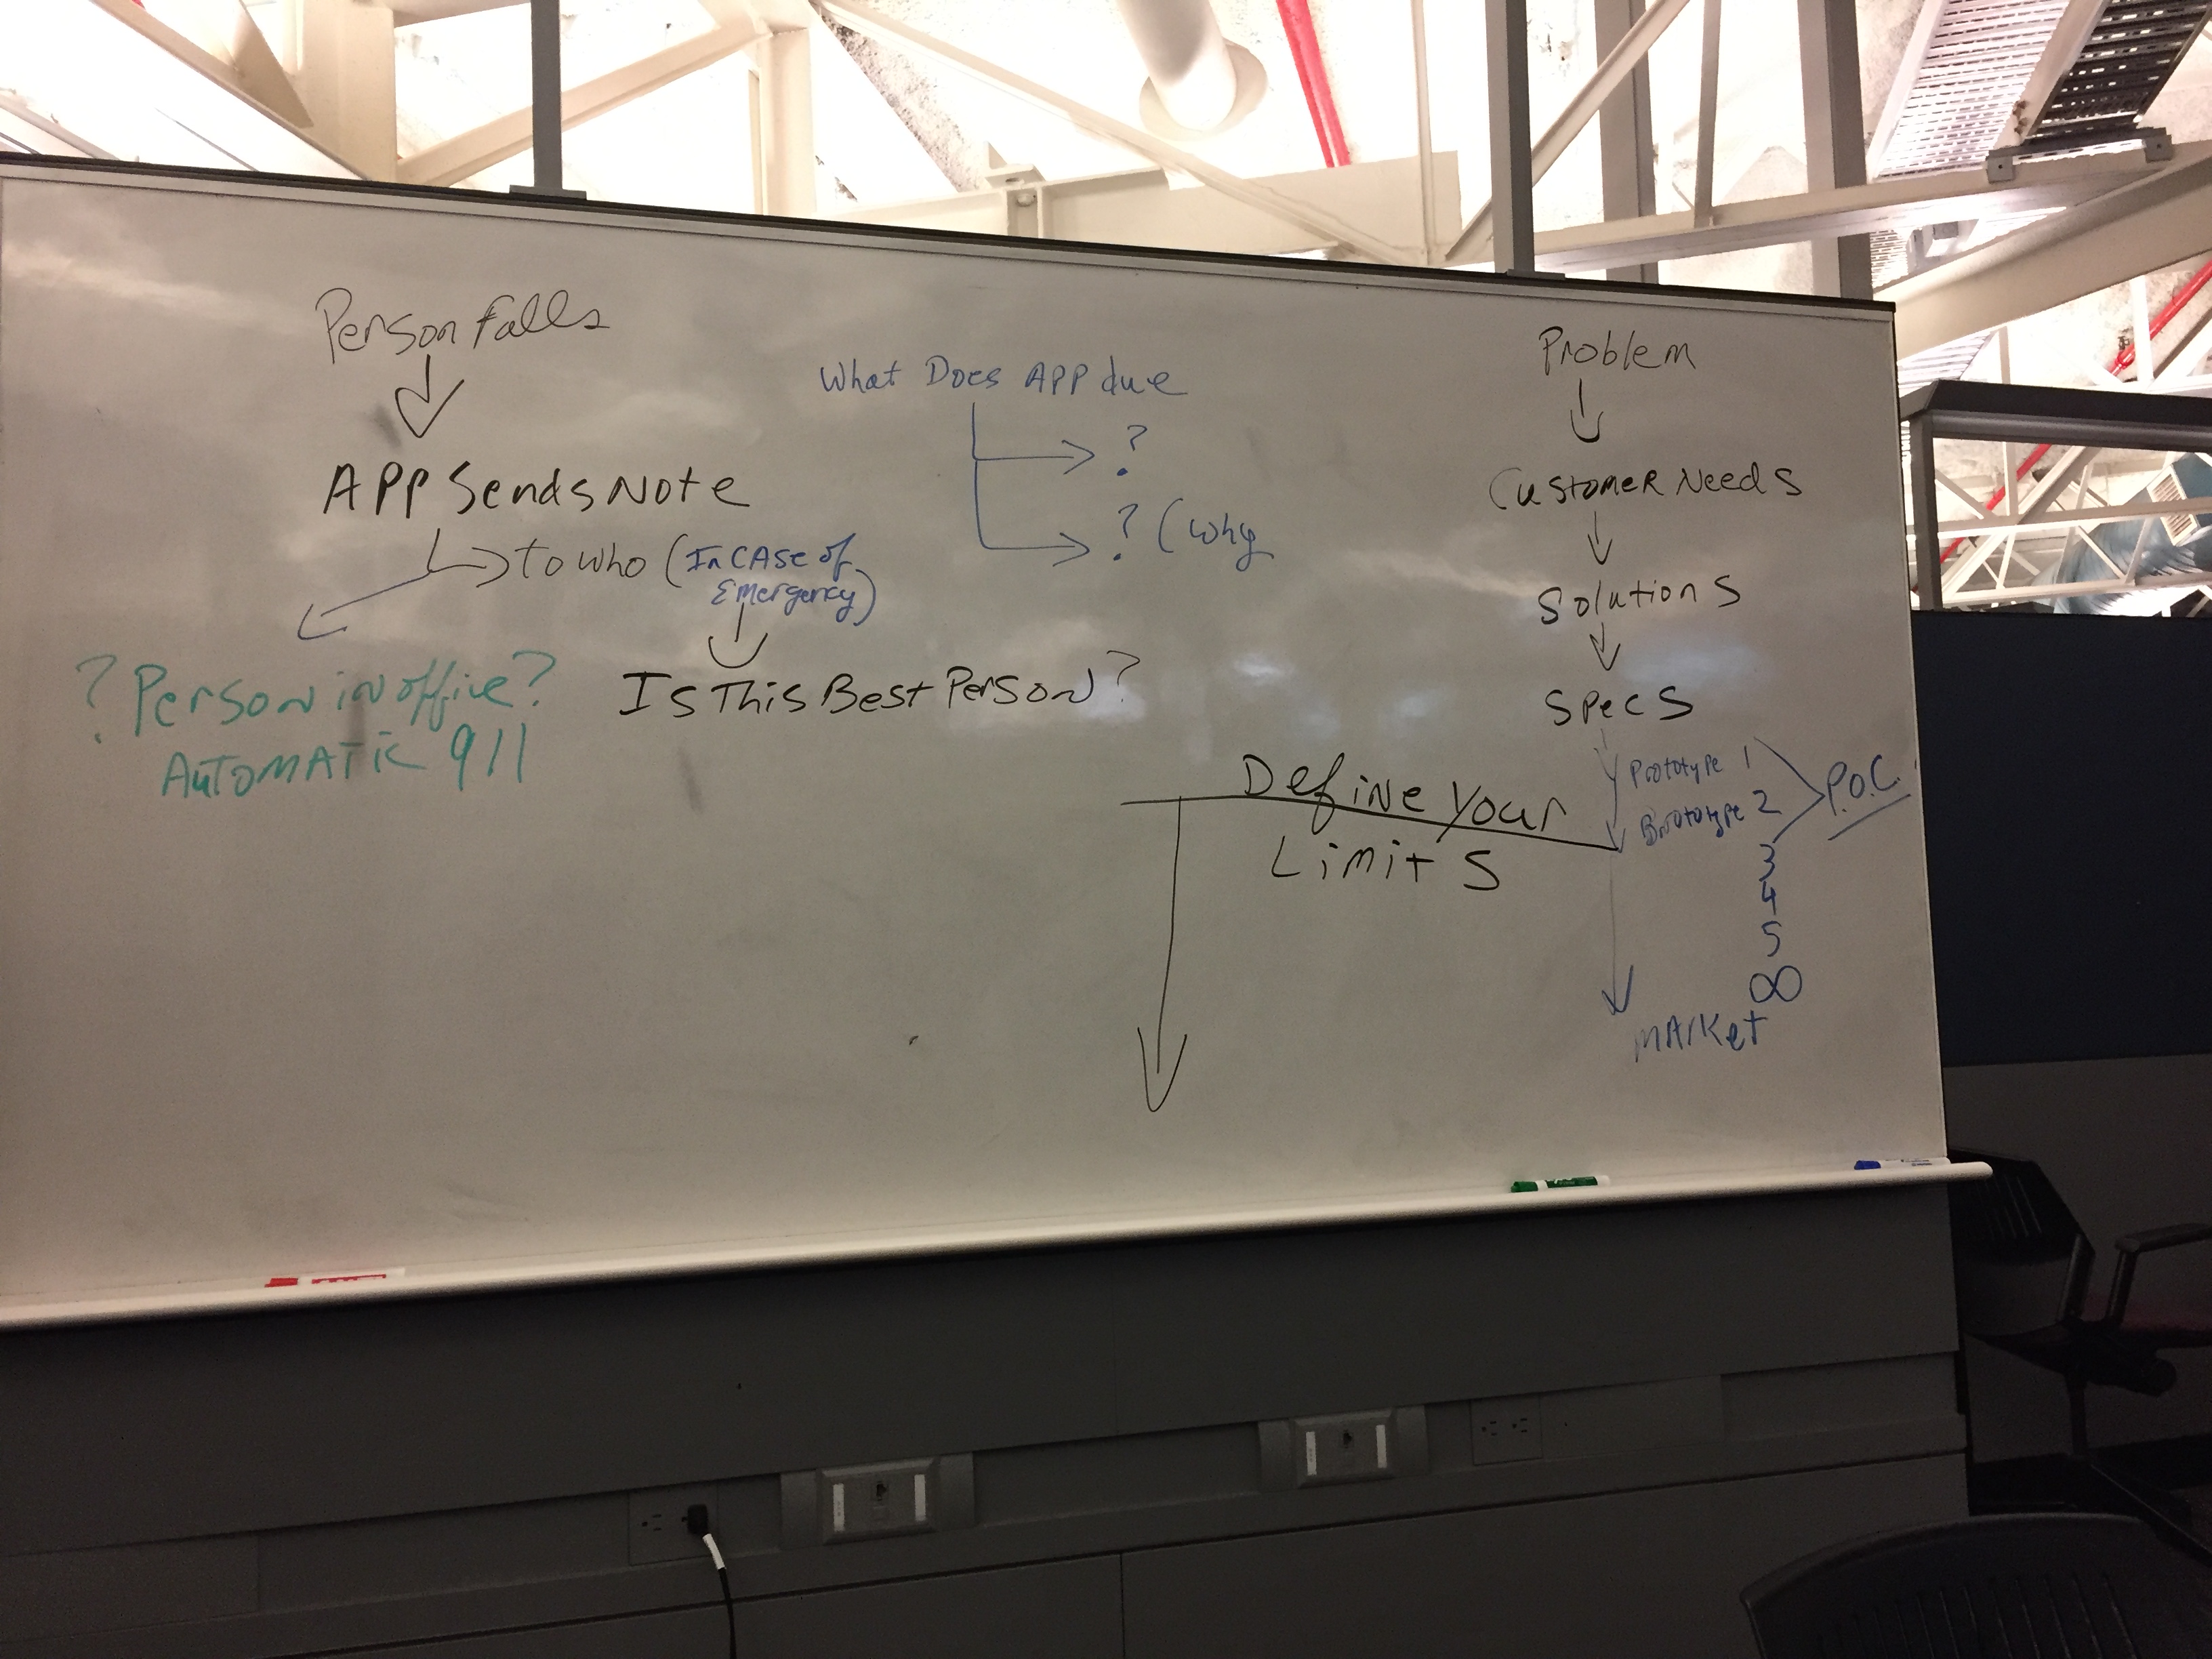 Person Falls
APP Sends Note
to who (In CASE of
Emergency)
Is This Best Person?
? Person in office?
AUTOMATIC 911
What Does APP due
?
? (Why
Problem
Customer Needs
Solutions
Specs
Prototype 1
Prototype 2
P.O.C.
3
4
5
∞
MARKET
Define Your
Limits